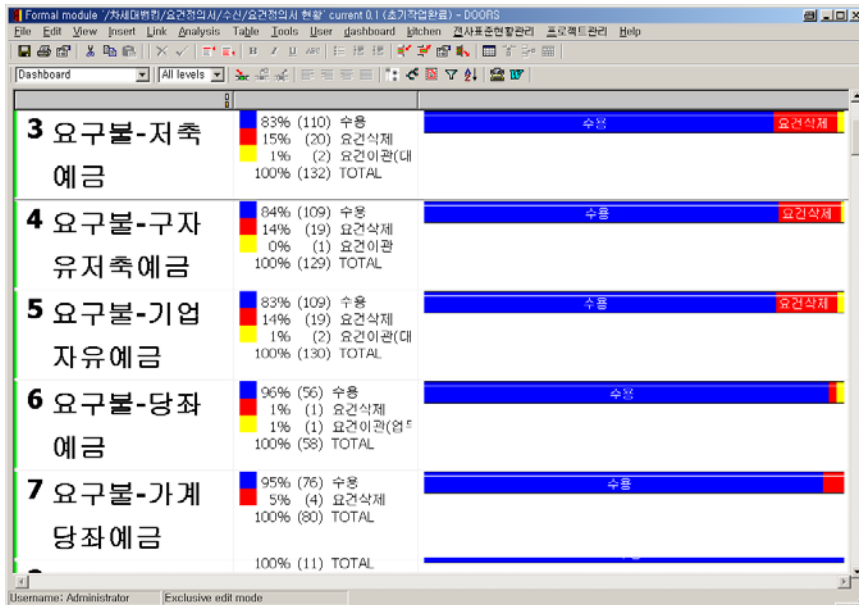 Formal module '/차세대뱅킹/요건정의서/수신/요건정의서 현황' current 0.1 (초기작업완료) - DOORS
File Edit View Insert Link Analysis Table Tools User dashboard kitchen 전사표준현황관리 프로젝트관리 Help
Dashboard All levels
3 요구불-저축
예금
83% (110) 수용
15% (20) 요건삭제
1% (2) 요건이관(대
100% (132) TOTAL
수용 요건삭제
4 요구불-구자
유저축예금
84% (109) 수용
14% (19) 요건삭제
0% (1) 요건이관
100% (129) TOTAL
수용 요건삭제
5 요구불-기업
자유예금
83% (109) 수용
14% (19) 요건삭제
1% (2) 요건이관(대
100% (130) TOTAL
수용 요건삭제
6 요구불-당좌
예금
96% (56) 수용
1% (1) 요건삭제
1% (1) 요건이관(업
100% (58) TOTAL
수용
7 요구불-가계
당좌예금
95% (76) 수용
5% (4) 요건삭제
100% (80) TOTAL
수용
100% (11) TOTAL
Username: Administrator Exclusive edit mode